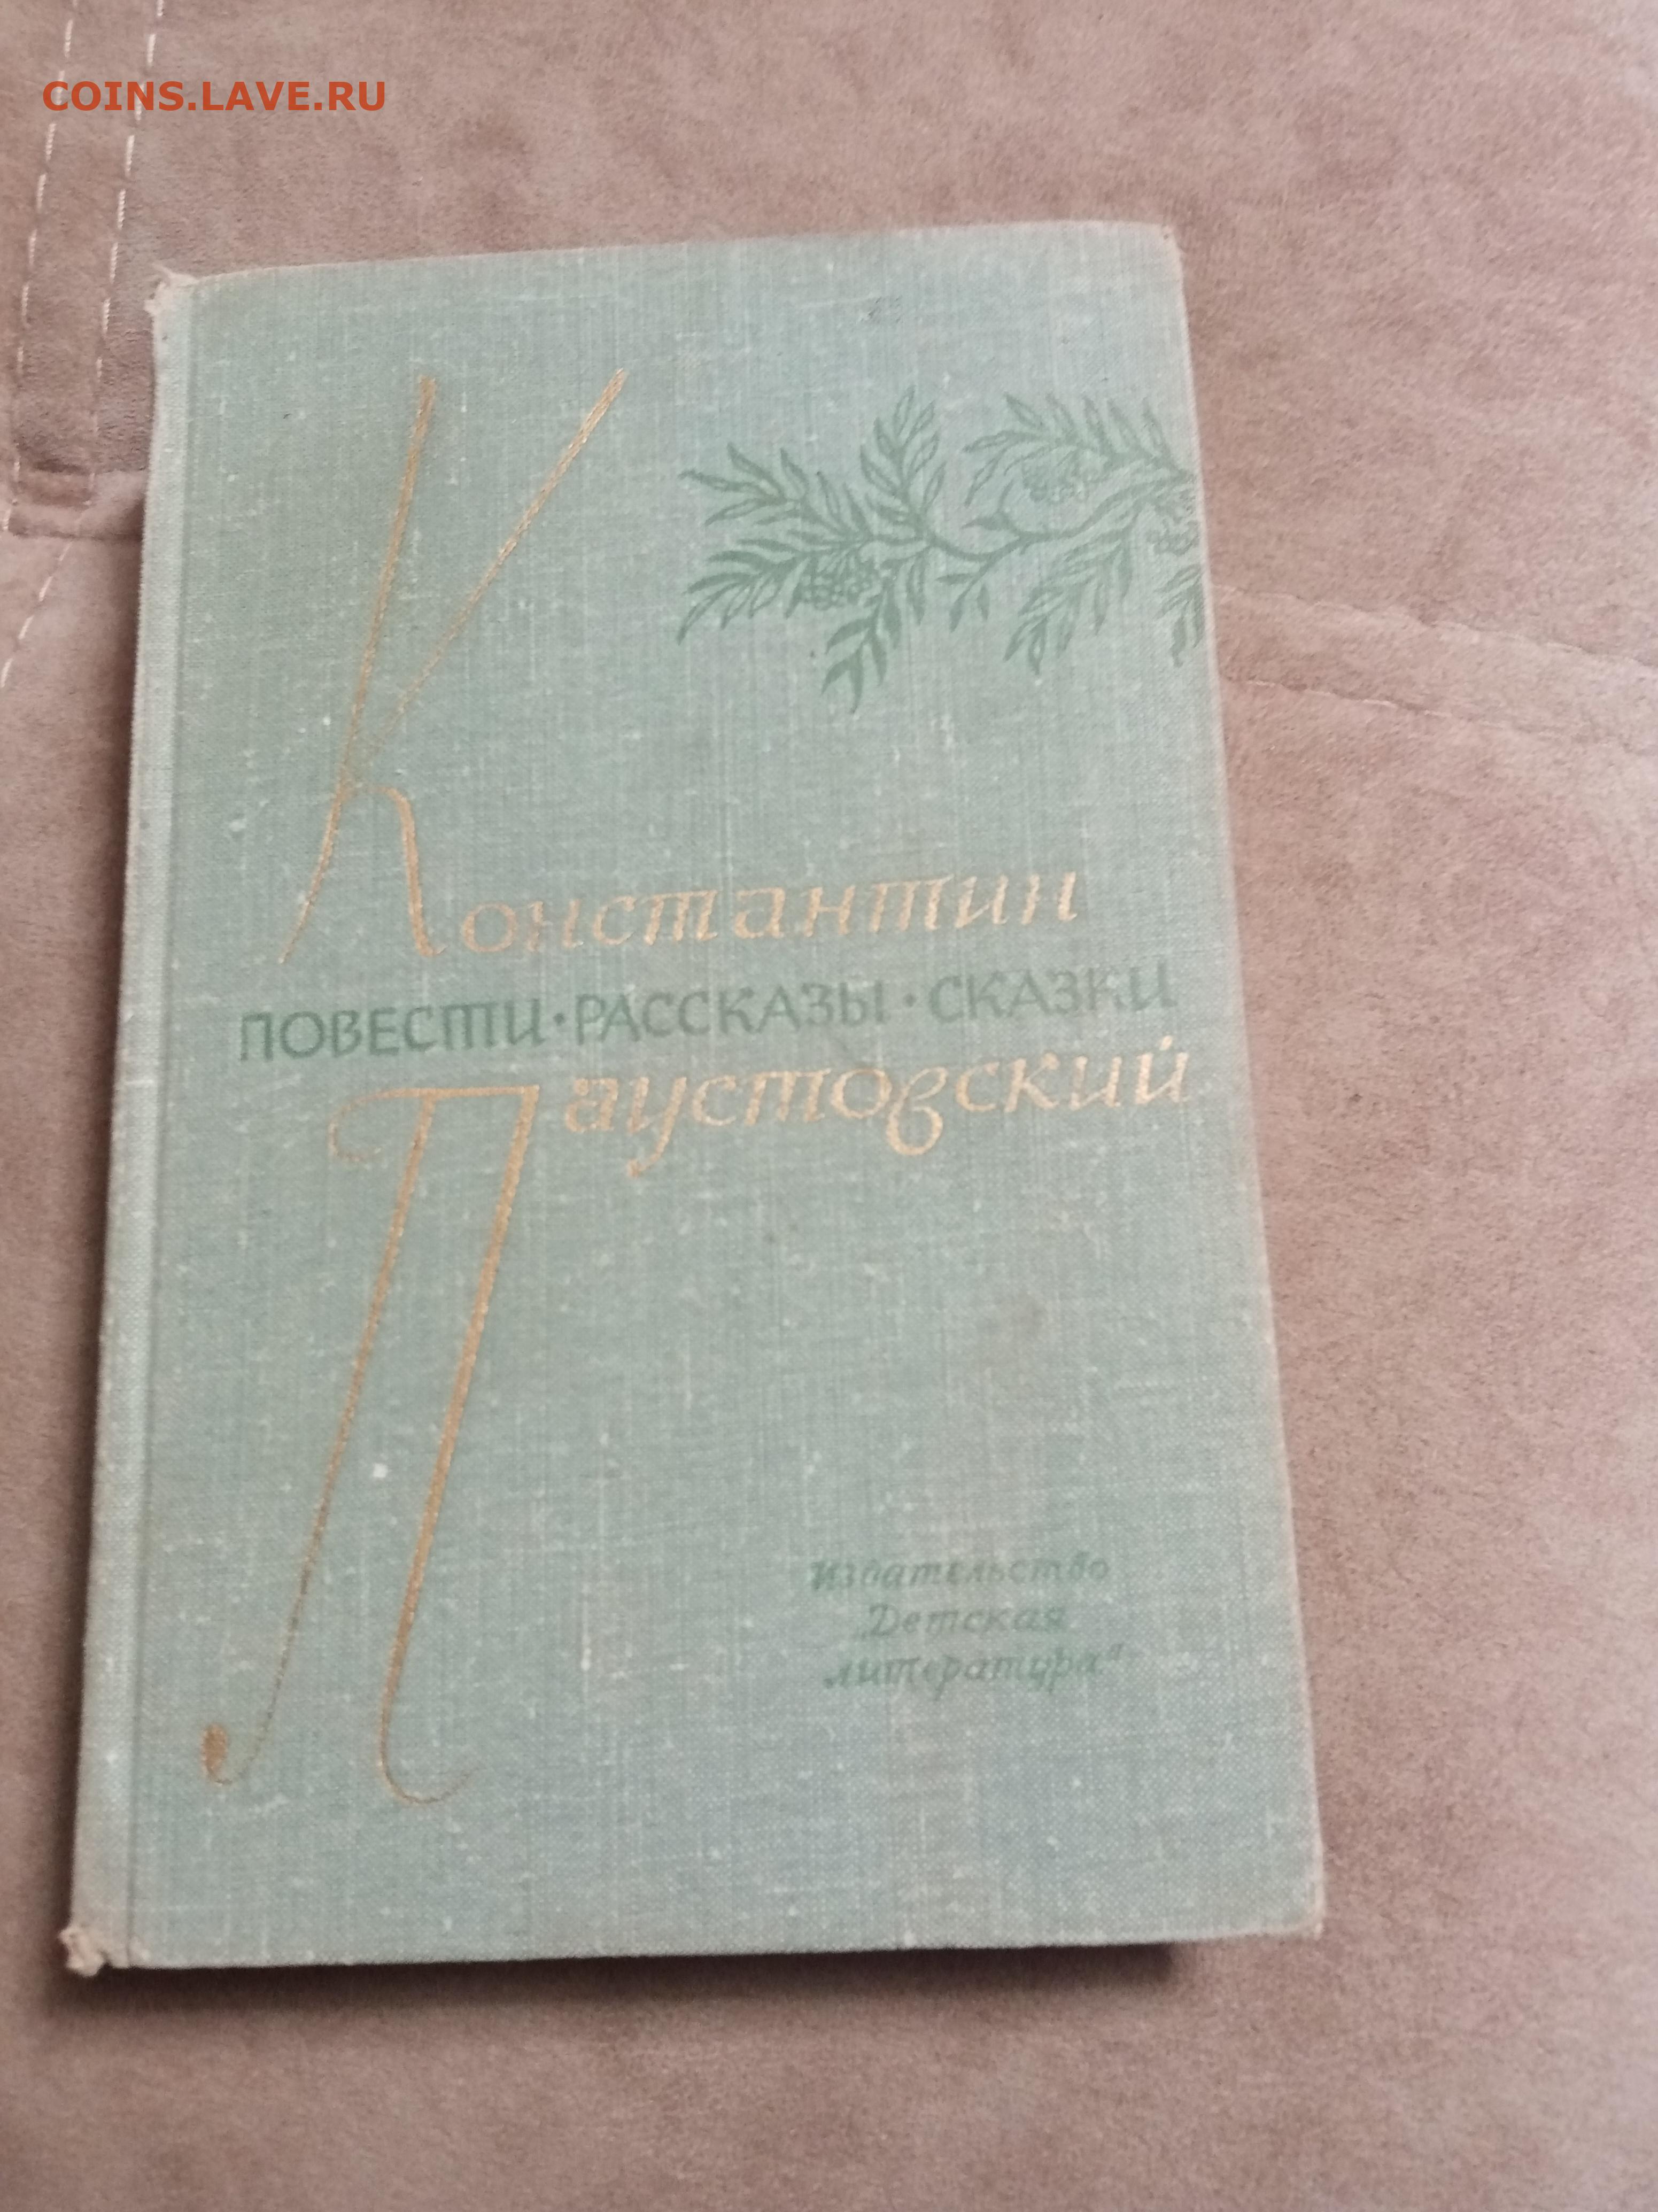 COINS.LAVE.RU
Константин
ПОВЕСТИ·РАССКАЗЫ·СКАЗКИ
Паустовский
издательство
„Детская
литература"